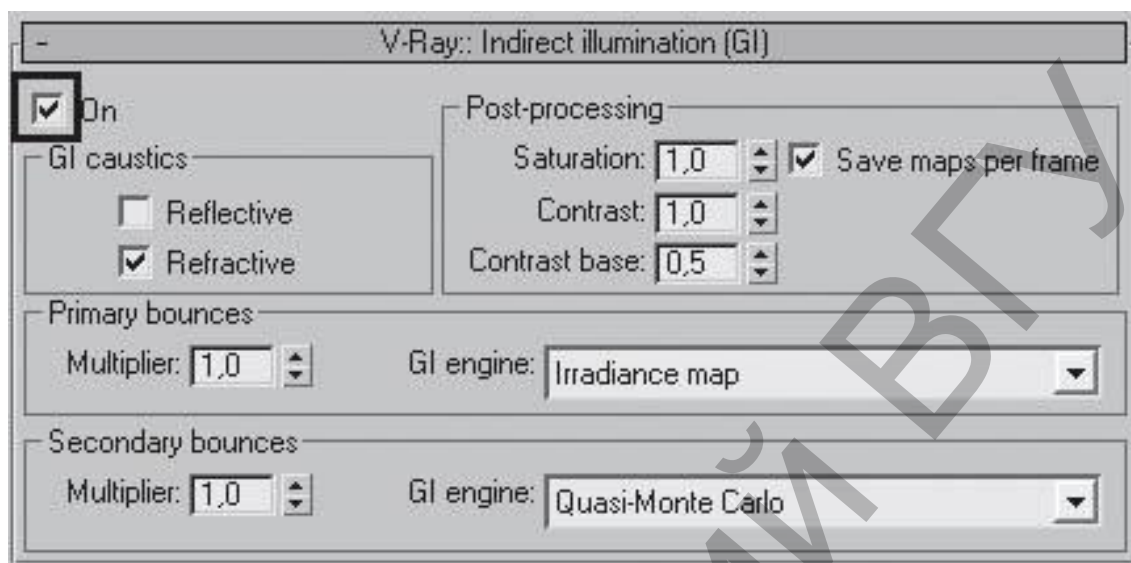 - V-Ray:: Indirect illumination (GI)
On
Post-processing
GI caustics
Saturation: 1,0 Save maps per frame
Reflective
Contrast: 1,0
Refractive
Contrast base: 0,5
Primary bounces
Multiplier: 1,0 GI engine: Irradiance map
Secondary bounces
Multiplier: 1,0 GI engine: Quasi-Monte Carlo
ий ВГУ